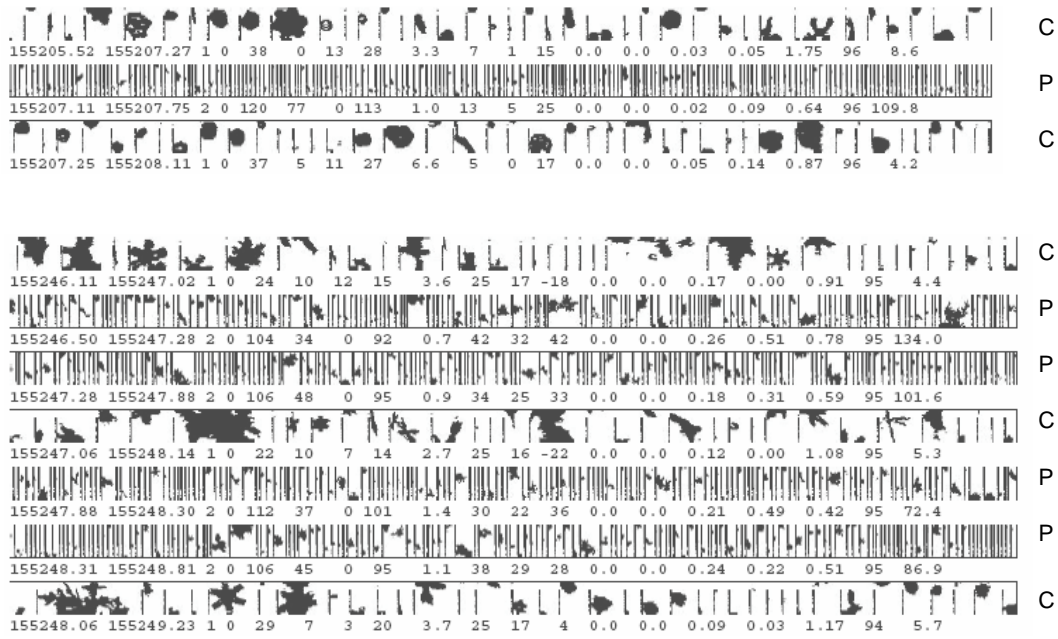 C
155205.52 155207.27 1 0 38 0 13 28 3.3 7 1 15 0.0 0.0 0.03 0.05 1.75 96 8.6
P
155207.11 155207.75 2 0 120 77 0 113 1.0 13 5 25 0.0 0.0 0.02 0.09 0.64 96 109.8
C
155207.25 155208.11 1 0 37 5 11 27 6.6 5 0 17 0.0 0.0 0.05 0.14 0.87 96 4.2
C
155246.11 155247.02 1 0 24 10 12 15 3.6 25 17 -18 0.0 0.0 0.17 0.00 0.91 95 4.4
P
155246.50 155247.28 2 0 104 34 0 92 0.7 42 32 42 0.0 0.0 0.26 0.51 0.78 95 134.0
P
155247.28 155247.88 2 0 106 48 0 95 0.9 34 25 33 0.0 0.0 0.18 0.31 0.59 95 101.6
C
155247.06 155248.14 1 0 22 10 7 14 2.7 25 16 -22 0.0 0.0 0.12 0.00 1.08 95 5.3
P
155247.88 155248.30 2 0 112 37 0 101 1.4 30 22 36 0.0 0.0 0.21 0.49 0.42 95 72.4
P
155248.31 155248.81 2 0 106 45 0 95 1.1 38 29 28 0.0 0.0 0.24 0.22 0.51 95 86.9
C
155248.06 155249.23 1 0 29 7 3 20 3.7 25 17 4 0.0 0.0 0.09 0.03 1.17 94 5.7